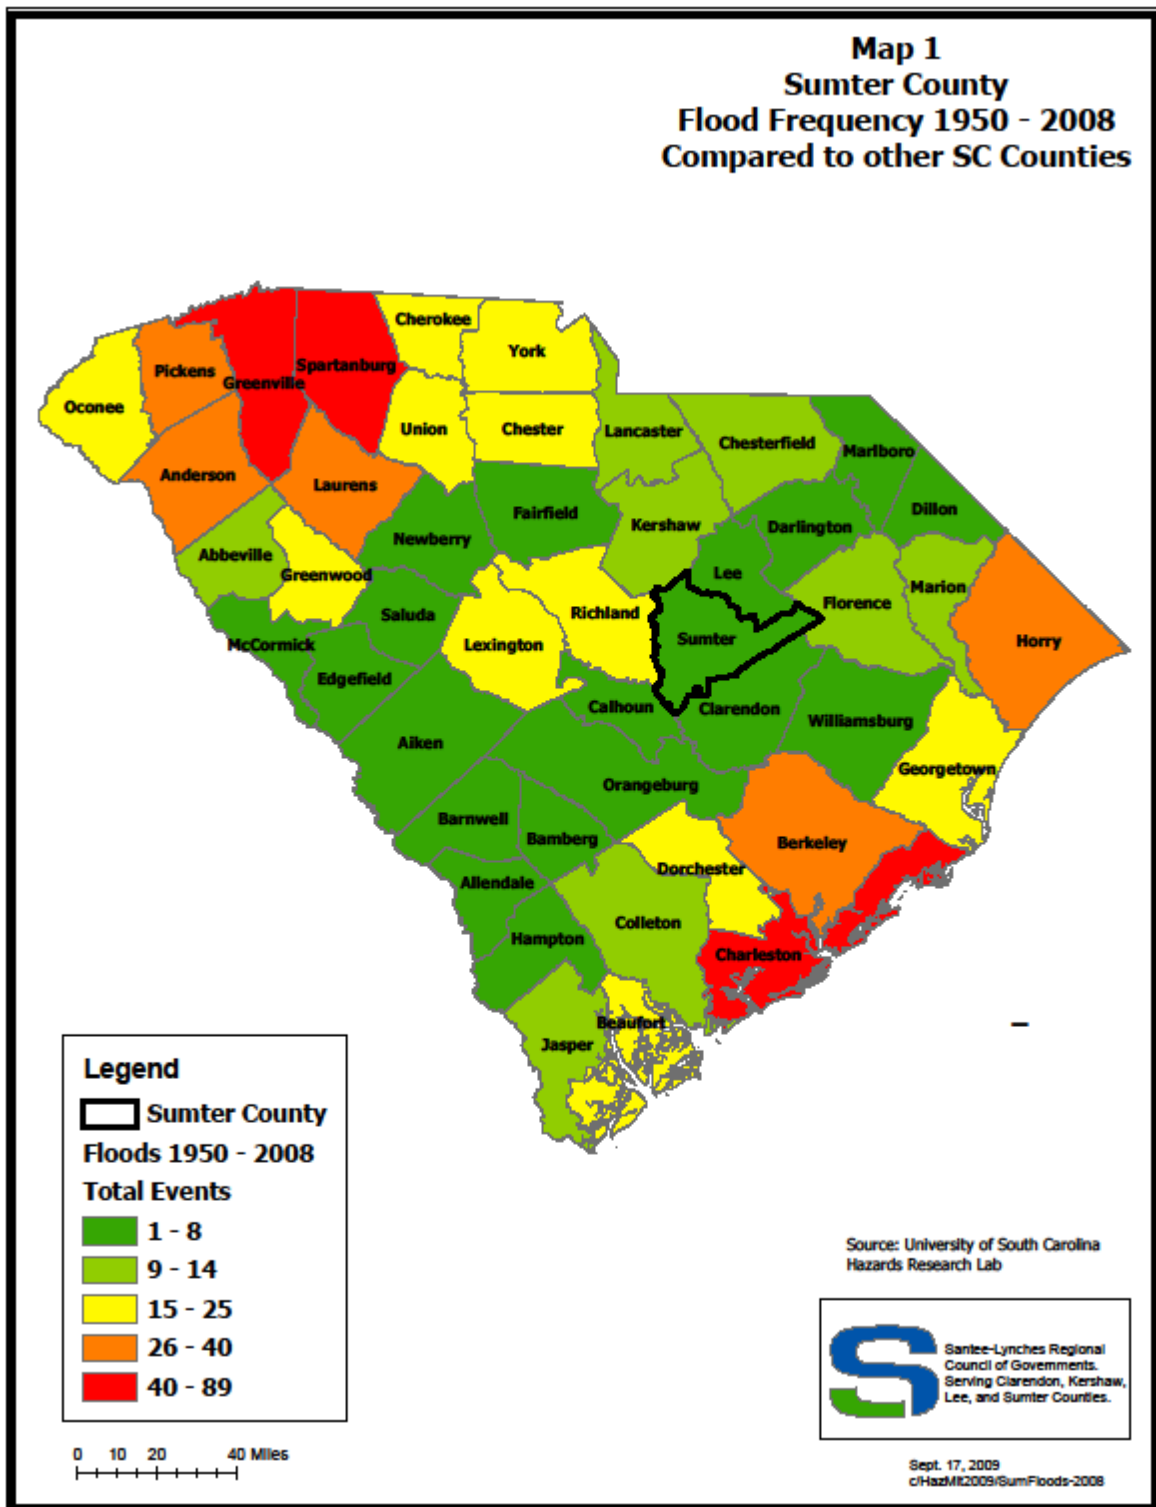 Map 1
Sumter County
Flood Frequency 1950 - 2008
Compared to other SC Counties
Cherokee
York
Spartanburg
Pickens
Greenville
Oconee
Union
Chester
Lancaster
Chesterfield
Marlboro
Anderson
Laurens
Dillon
Fairfield
Kershaw
Darlington
Newberry
Abbeville
Greenwood
Lee
Marion
Florence
Saluda
Richland
McCormick
Lexington
Sumter
Horry
Edgefield
Calhoun
Clarendon
Williamsburg
Aiken
Georgetown
Orangeburg
Barnwell
Bamberg
Berkeley
Dorchester
Allendale
Colleton
Hampton
Charleston
Beaufort
Jasper
Legend
Sumter County
Floods 1950 - 2008
Total Events
1 - 8
9 - 14
15 - 25
26 - 40
40 - 89
0 10 20 40 Miles
Source: University of South Carolina
Hazards Research Lab
Santee-Lynches Regional
Council of Governments.
Serving Clarendon, Kershaw,
Lee, and Sumter Counties.
Sept. 17, 2009
c/HazMit2009/SumFloods-2008